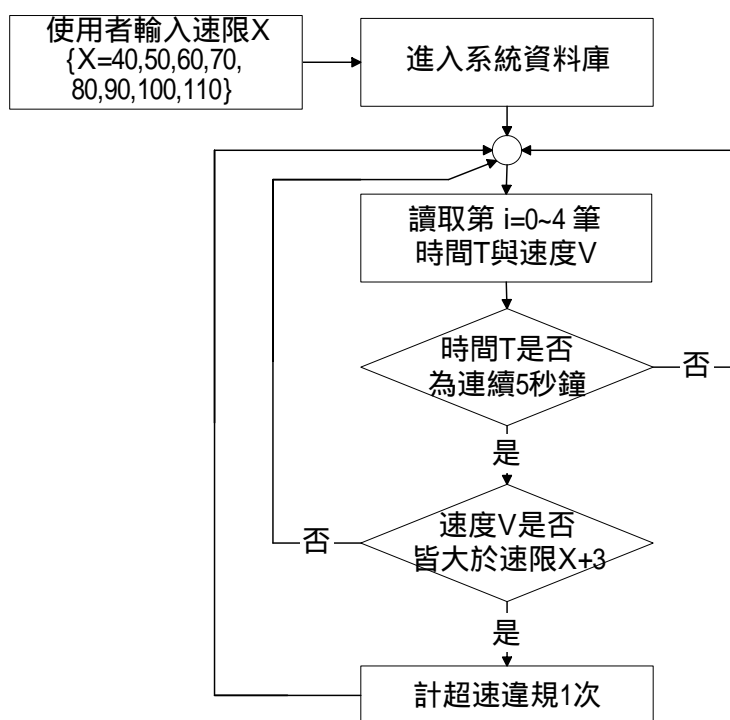 使用者輸入速限X
{X=40,50,60,70,
80,90,100,110}
進入系統資料庫
讀取第 i=0~4 筆
時間T與速度V
時間T是否
為連續5秒鐘
否
是
速度V是否
皆大於速限X+3
否
是
計超速違規1次